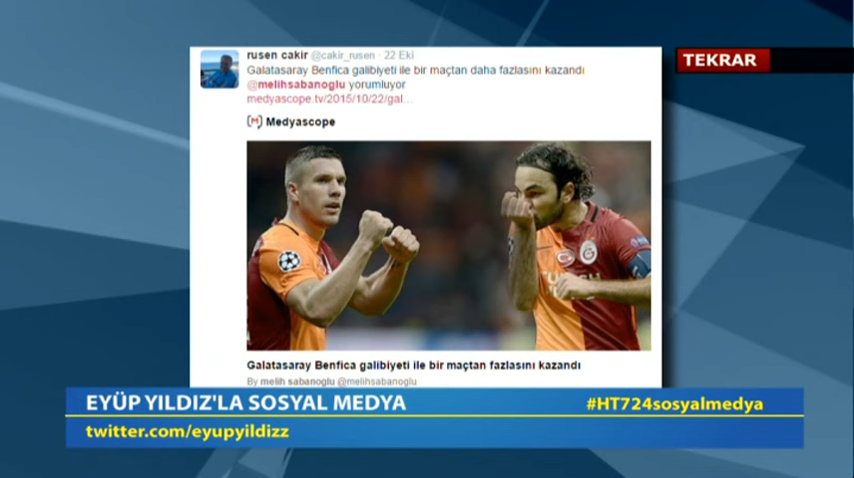 rusen cakir @cakir_rusen · 22 Eki
Galatasaray Benfica galibiyeti ile bir maçtan daha fazlasını kazandı
@melihsabanoglu yorumluyor
medyascope.tv/2015/10/22/gal...
Medyascope
Galatasaray Benfica galibiyeti ile bir maçtan fazlasını kazandı
By melih sabanoglu @melihsabanoglu
TEKRAR
EYÜP YILDIZ'LA SOSYAL MEDYA
#HT724sosyalmedya
twitter.com/eyupyildizz